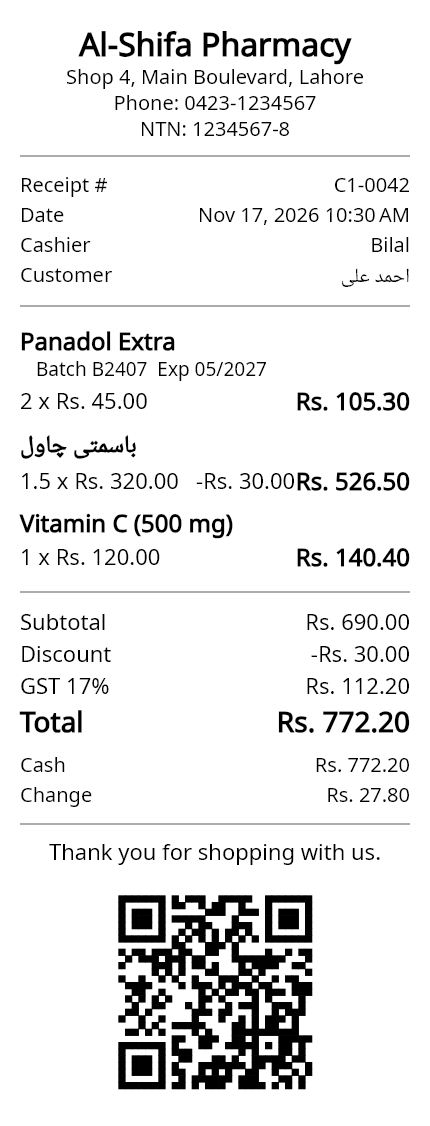 Al-Shifa Pharmacy
Shop 4, Main Boulevard, Lahore
Phone: 0423-1234567
NTN: 1234567-8
Receipt # C1-0042
Date Nov 17, 2026 10:30 AM
Cashier Bilal
Customer احمد علی
Panadol Extra
Batch B2407 Exp 05/2027
2 x Rs. 45.00 Rs. 105.30
باسمتی چاول
1.5 x Rs. 320.00 -Rs. 30.00 Rs. 526.50
Vitamin C (500 mg)
1 x Rs. 120.00 Rs. 140.40
Subtotal Rs. 690.00
Discount -Rs. 30.00
GST 17% Rs. 112.20
Total Rs. 772.20
Cash Rs. 772.20
Change Rs. 27.80
Thank you for shopping with us.